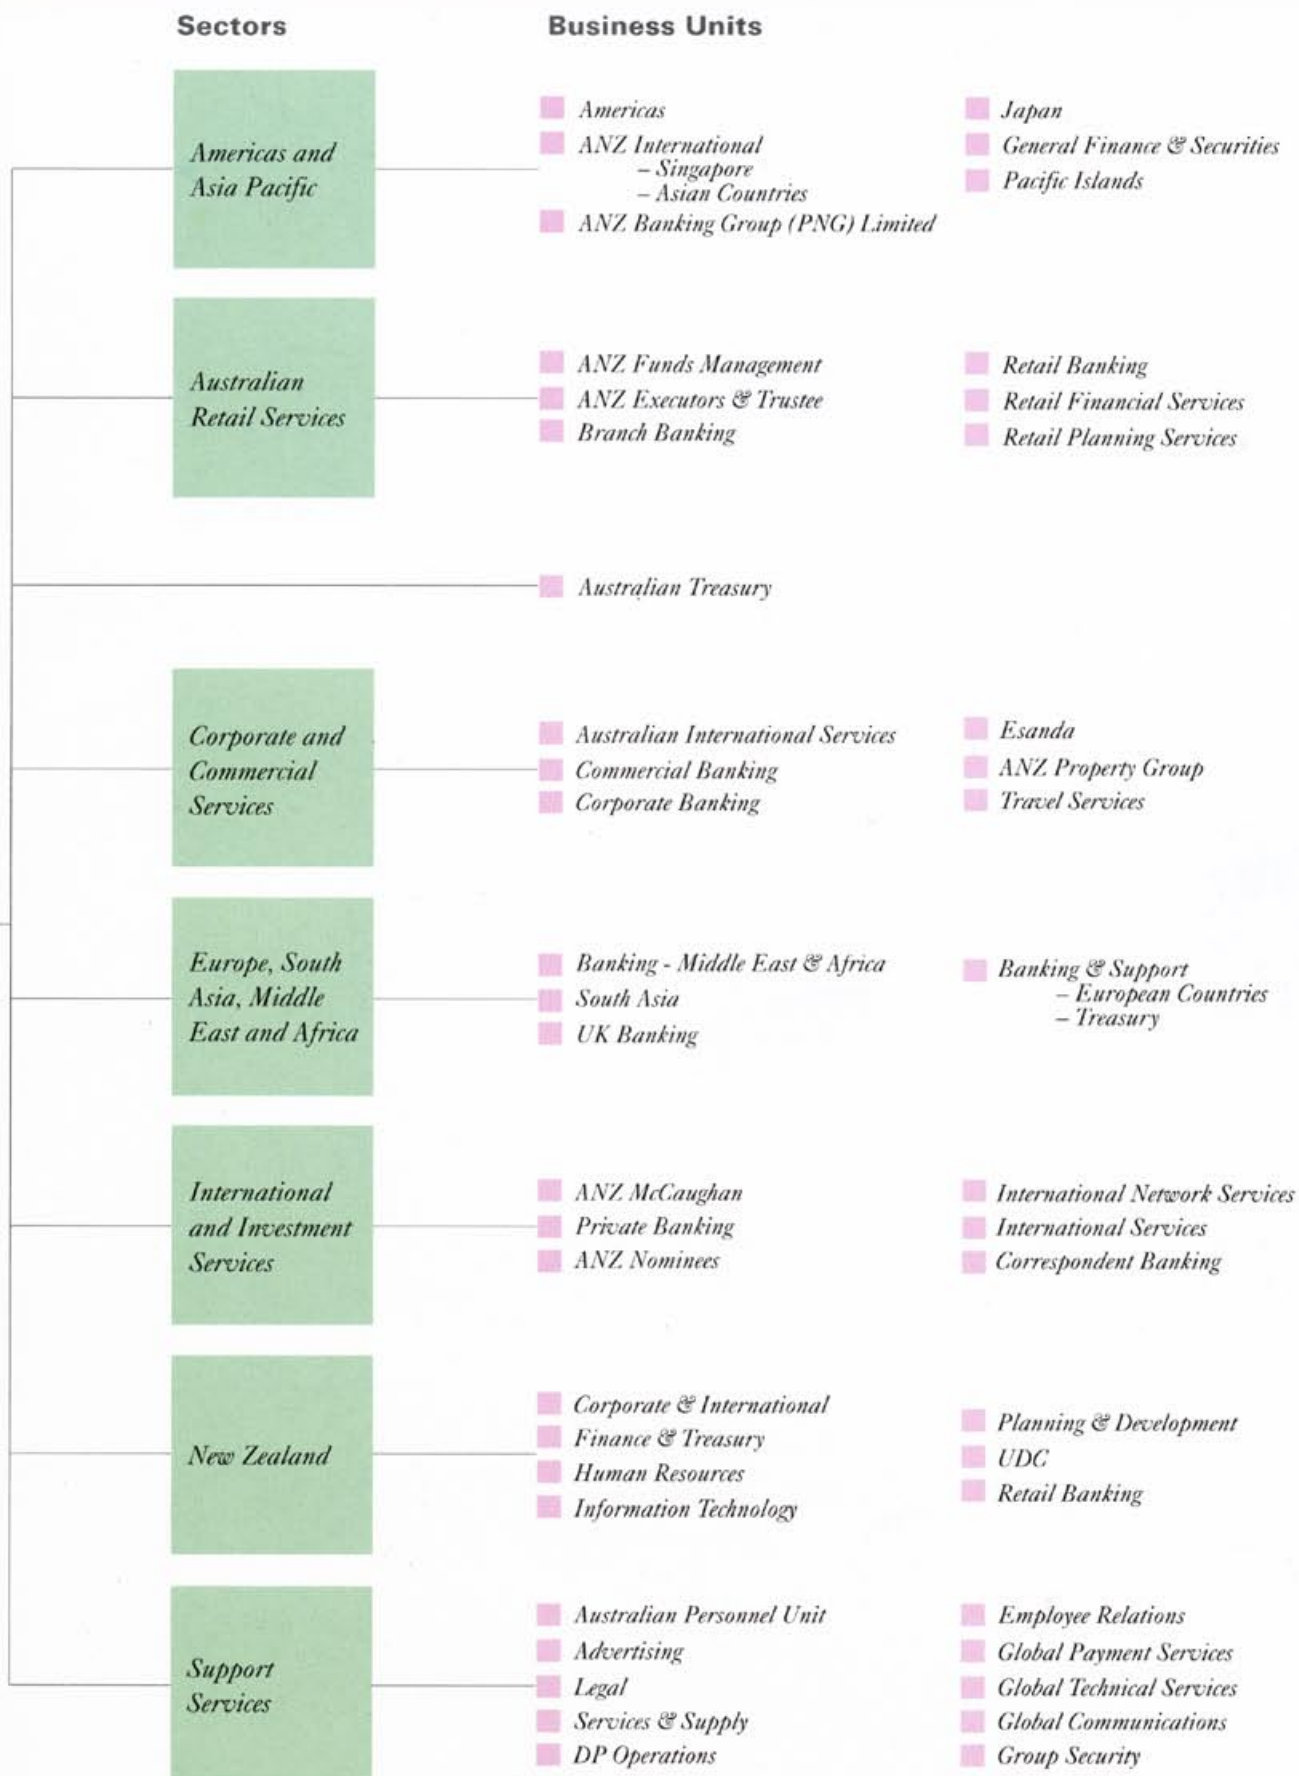 Sectors
Business Units
Americas and
Asia Pacific
Americas
ANZ International
– Singapore
– Asian Countries
ANZ Banking Group (PNG) Limited
Japan
General Finance & Securities
Pacific Islands
Australian
Retail Services
ANZ Funds Management
ANZ Executors & Trustee
Branch Banking
Retail Banking
Retail Financial Services
Retail Planning Services
Australian Treasury
Corporate and
Commercial
Services
Australian International Services
Commercial Banking
Corporate Banking
Esanda
ANZ Property Group
Travel Services
Europe, South
Asia, Middle
East and Africa
Banking - Middle East & Africa
South Asia
UK Banking
Banking & Support
– European Countries
– Treasury
International
and Investment
Services
ANZ McCaughan
Private Banking
ANZ Nominees
International Network Services
International Services
Correspondent Banking
New Zealand
Corporate & International
Finance & Treasury
Human Resources
Information Technology
Planning & Development
UDC
Retail Banking
Support
Services
Australian Personnel Unit
Advertising
Legal
Services & Supply
DP Operations
Employee Relations
Global Payment Services
Global Technical Services
Global Communications
Group Security